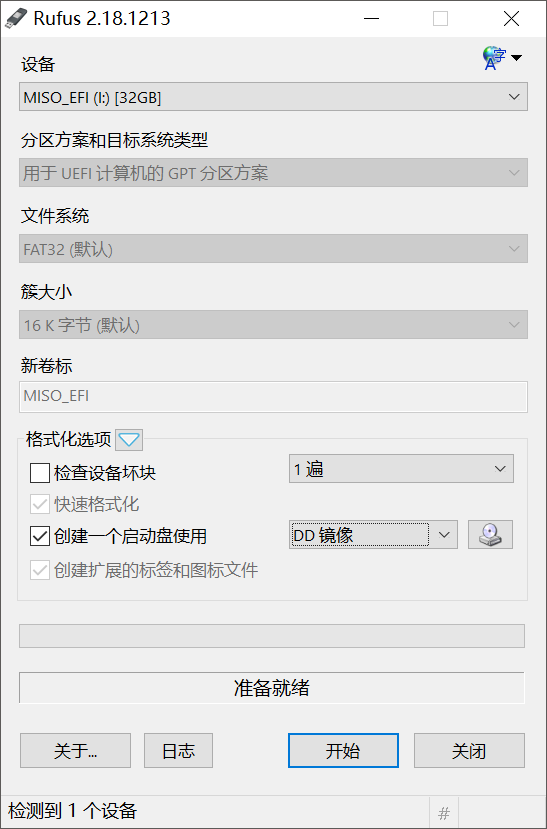 Rufus 2.18.1213
设备
MISO_EFI (I:) [32GB]
分区方案和目标系统类型
用于 UEFI 计算机的 GPT 分区方案
文件系统
FAT32 (默认)
簇大小
16 K 字节 (默认)
新卷标
MISO_EFI
格式化选项
检查设备坏块 1 遍
快速格式化
创建一个启动盘使用 DD 镜像
创建扩展的标签和图标文件
准备就绪
关于... 日志 开始 关闭
检测到 1 个设备 #